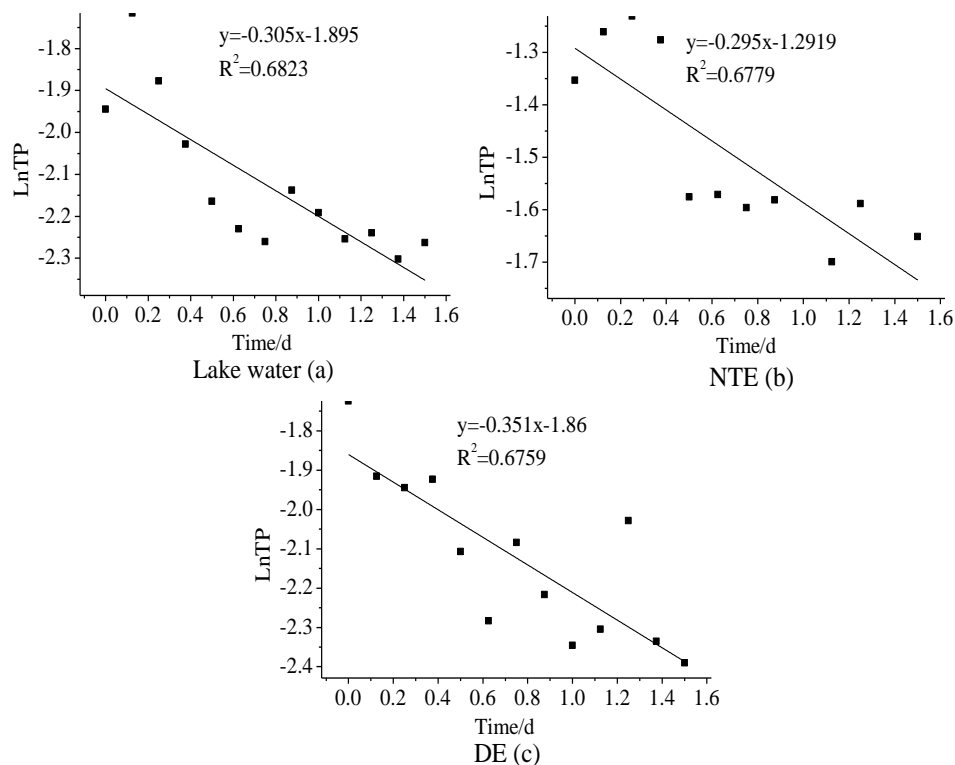 y=-0.305x-1.895
R²=0.6823
-1.8
-1.9
-2.0
-2.1
-2.2
-2.3
LnTP
0.0 0.2 0.4 0.6 0.8 1.0 1.2 1.4 1.6
Time/d
Lake water (a)
y=-0.295x-1.2919
R²=0.6779
-1.3
-1.4
-1.5
-1.6
-1.7
LnTP
0.0 0.2 0.4 0.6 0.8 1.0 1.2 1.4 1.6
Time/d
NTE (b)
y=-0.351x-1.86
R²=0.6759
-1.8
-1.9
-2.0
-2.1
-2.2
-2.3
-2.4
LnTP
0.0 0.2 0.4 0.6 0.8 1.0 1.2 1.4 1.6
Time/d
DE (c)